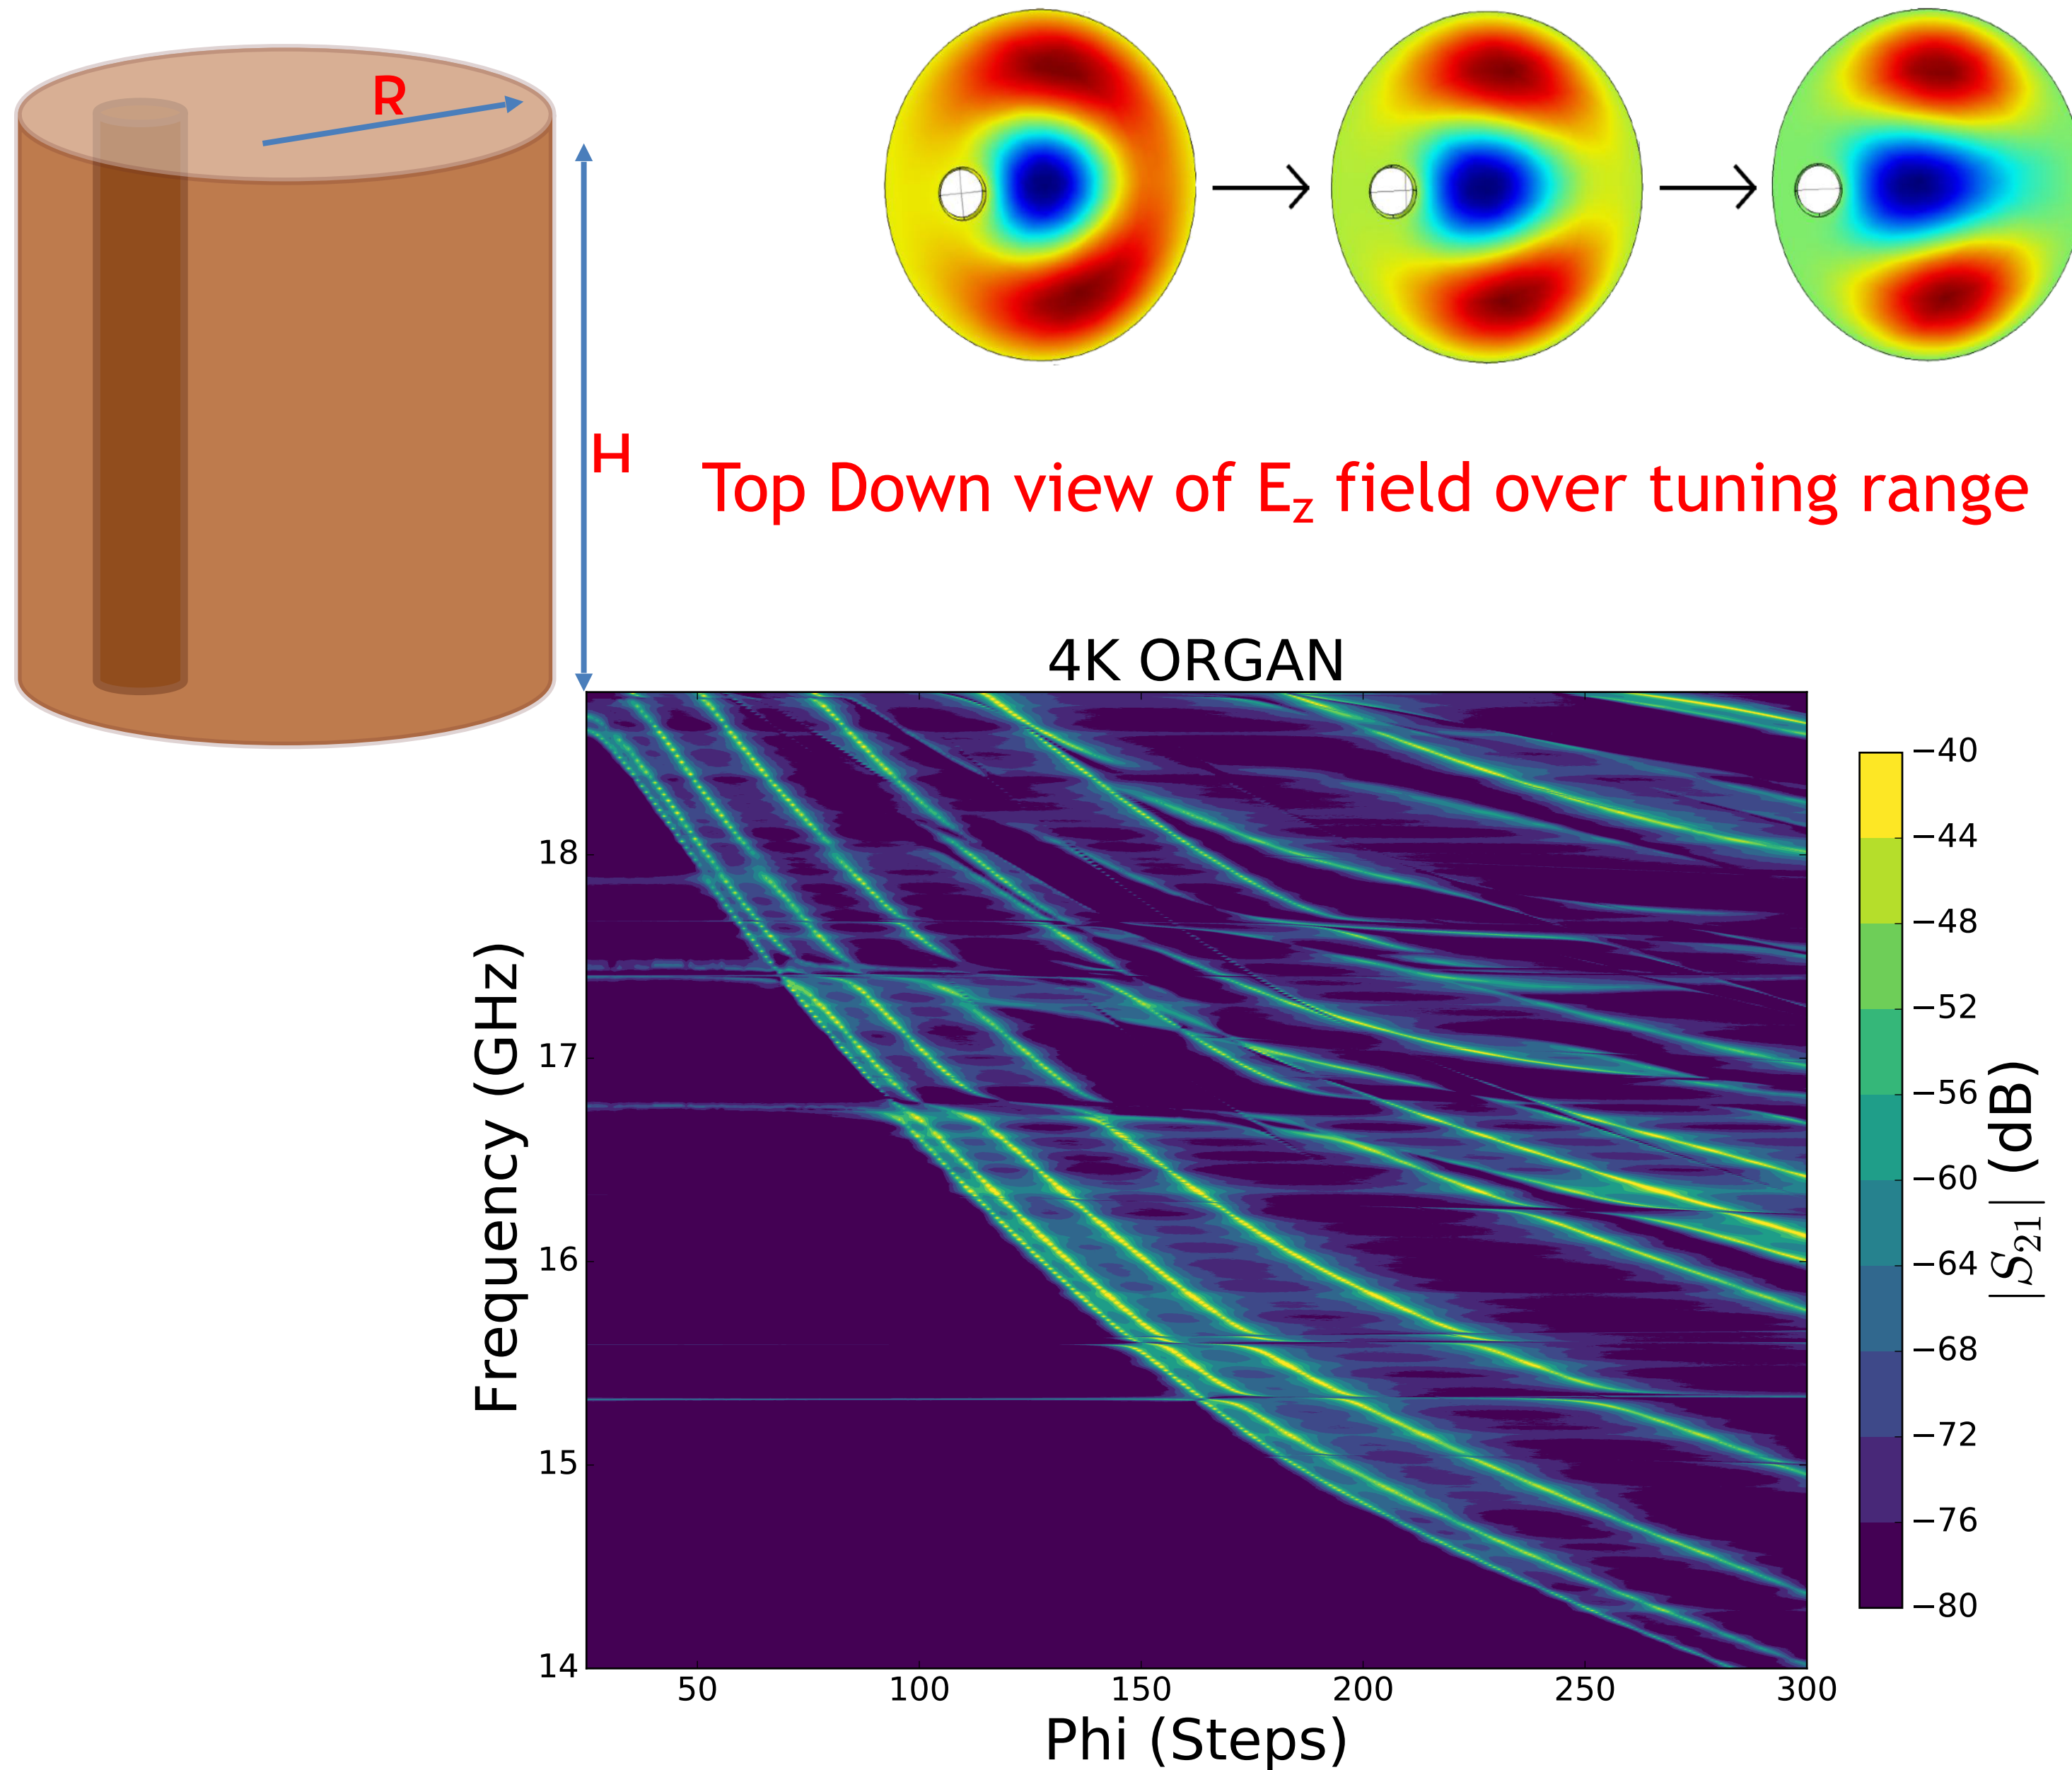 R
H
Top Down view of Ez field over tuning range
4K ORGAN
Frequency (GHz)
18
17
16
15
14
50 100 150 200 250 300
Phi (Steps)
−40
−44
−48
−52
−56
−60
−64
−68
−72
−76
−80
|S21| (dB)